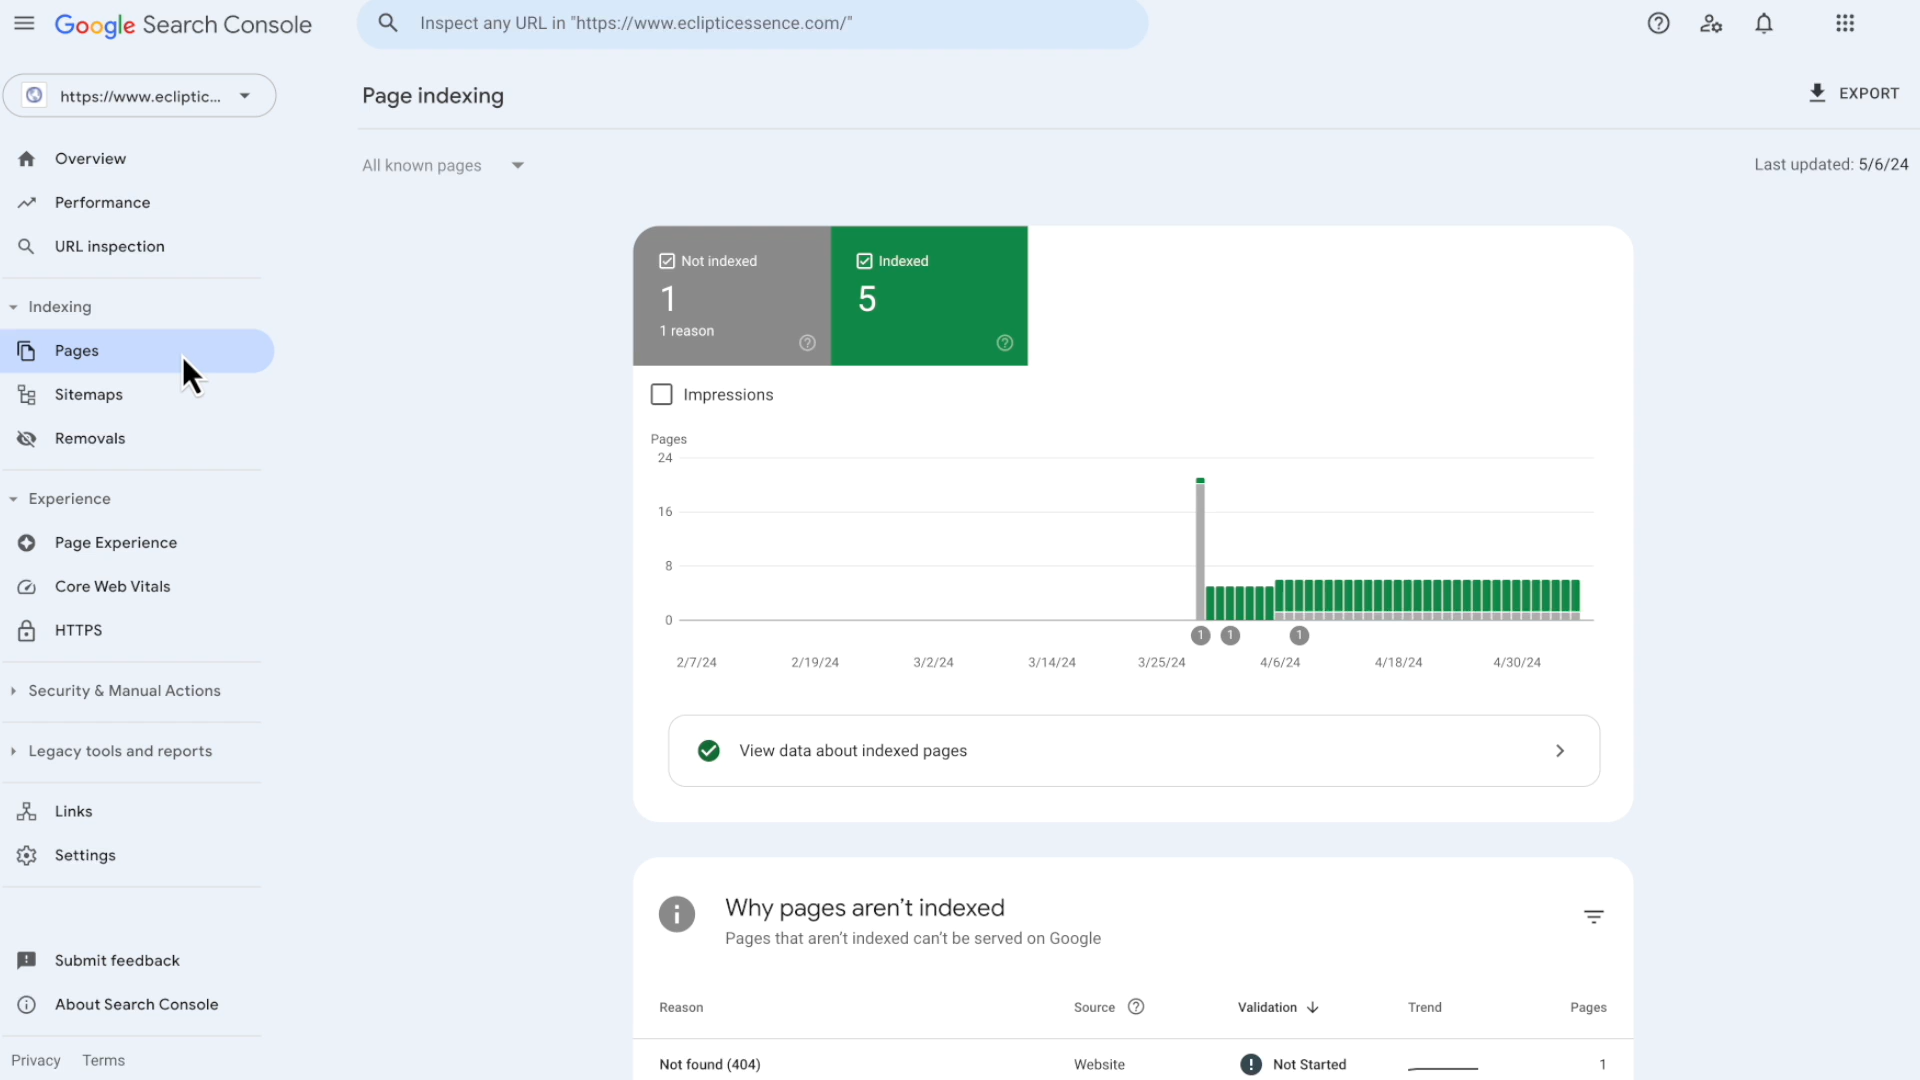 Google Search Console
Inspect any URL in "https://www.eclipticessence.com/"
https://www.ecliptic...
Page indexing
EXPORT
All known pages
Last updated: 5/6/24
Overview
Performance
URL inspection
Indexing
Pages
Sitemaps
Removals
Experience
Page Experience
Core Web Vitals
HTTPS
Security & Manual Actions
Legacy tools and reports
Links
Settings
Submit feedback
About Search Console
Privacy Terms
Not indexed
1
1 reason
Indexed
5
Impressions
Pages
24
16
8
0
1 1 1
2/7/24 2/19/24 3/2/24 3/14/24 3/25/24 4/6/24 4/18/24 4/30/24
View data about indexed pages
Why pages aren’t indexed
Pages that aren’t indexed can’t be served on Google
Reason Source Validation Trend Pages
Not found (404) Website Not Started 1